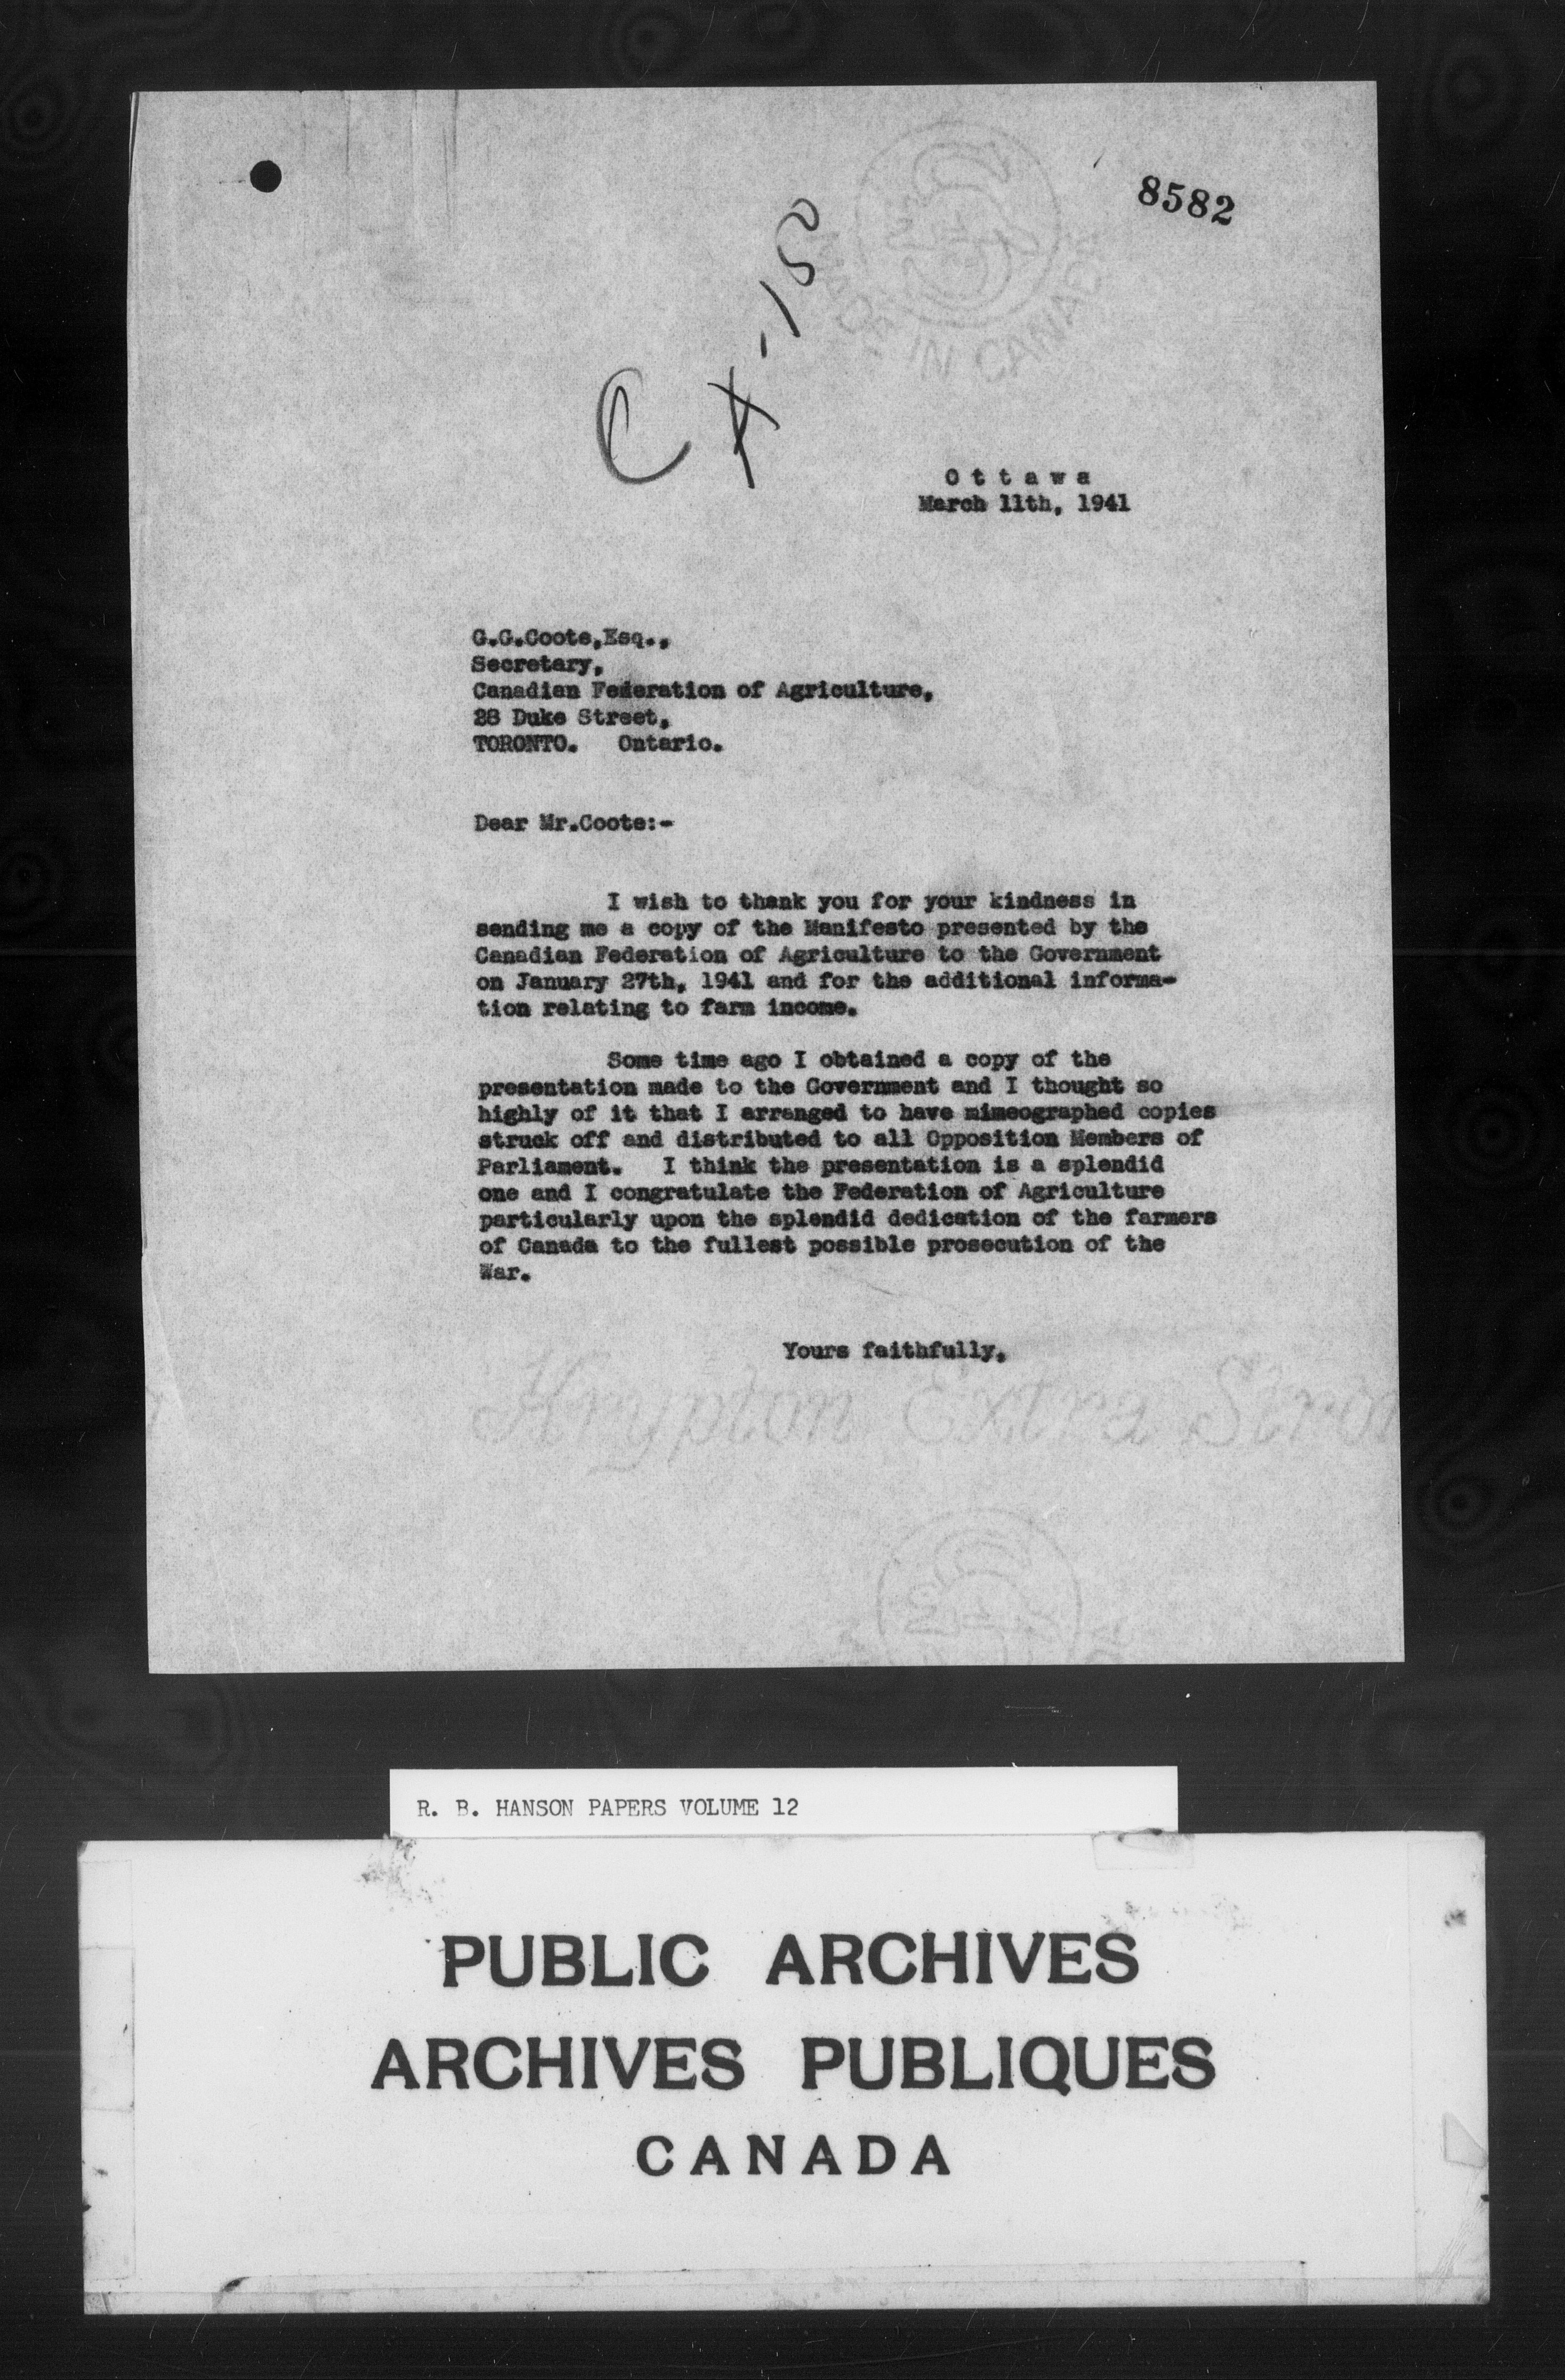 8582
C 4-15
Ottawa
March 11th, 1941
G.G.Coote,Esq.,
Secretary,
Canadian Federation of Agriculture,
28 Duke Street,
TORONTO. Ontario.
Dear Mr.Coote:-
I wish to thank you for your kindness in
sending me a copy of the Manifesto presented by the
Canadian Federation of Agriculture to the Government
on January 27th, 1941 and for the additional informa-
tion relating to farm income.
Some time ago I obtained a copy of the
presentation made to the Government and I thought so
highly of it that I arranged to have mimeographed copies
struck off and distributed to all Opposition Members of
Parliament. I think the presentation is a splendid
one and I congratulate the Federation of Agriculture
particularly upon the splendid dedication of the farmers
of Canada to the fullest possible prosecution of the
War.
Yours faithfully,
Krypton Extra Stron
R. B. HANSON PAPERS VOLUME 12
PUBLIC ARCHIVES
ARCHIVES PUBLIQUES
CANADA